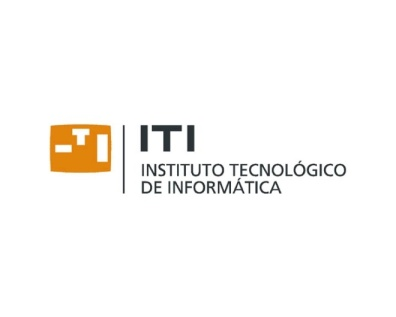 ITI
INSTITUTO TECNOLÓGICO
DE INFORMÁTICA